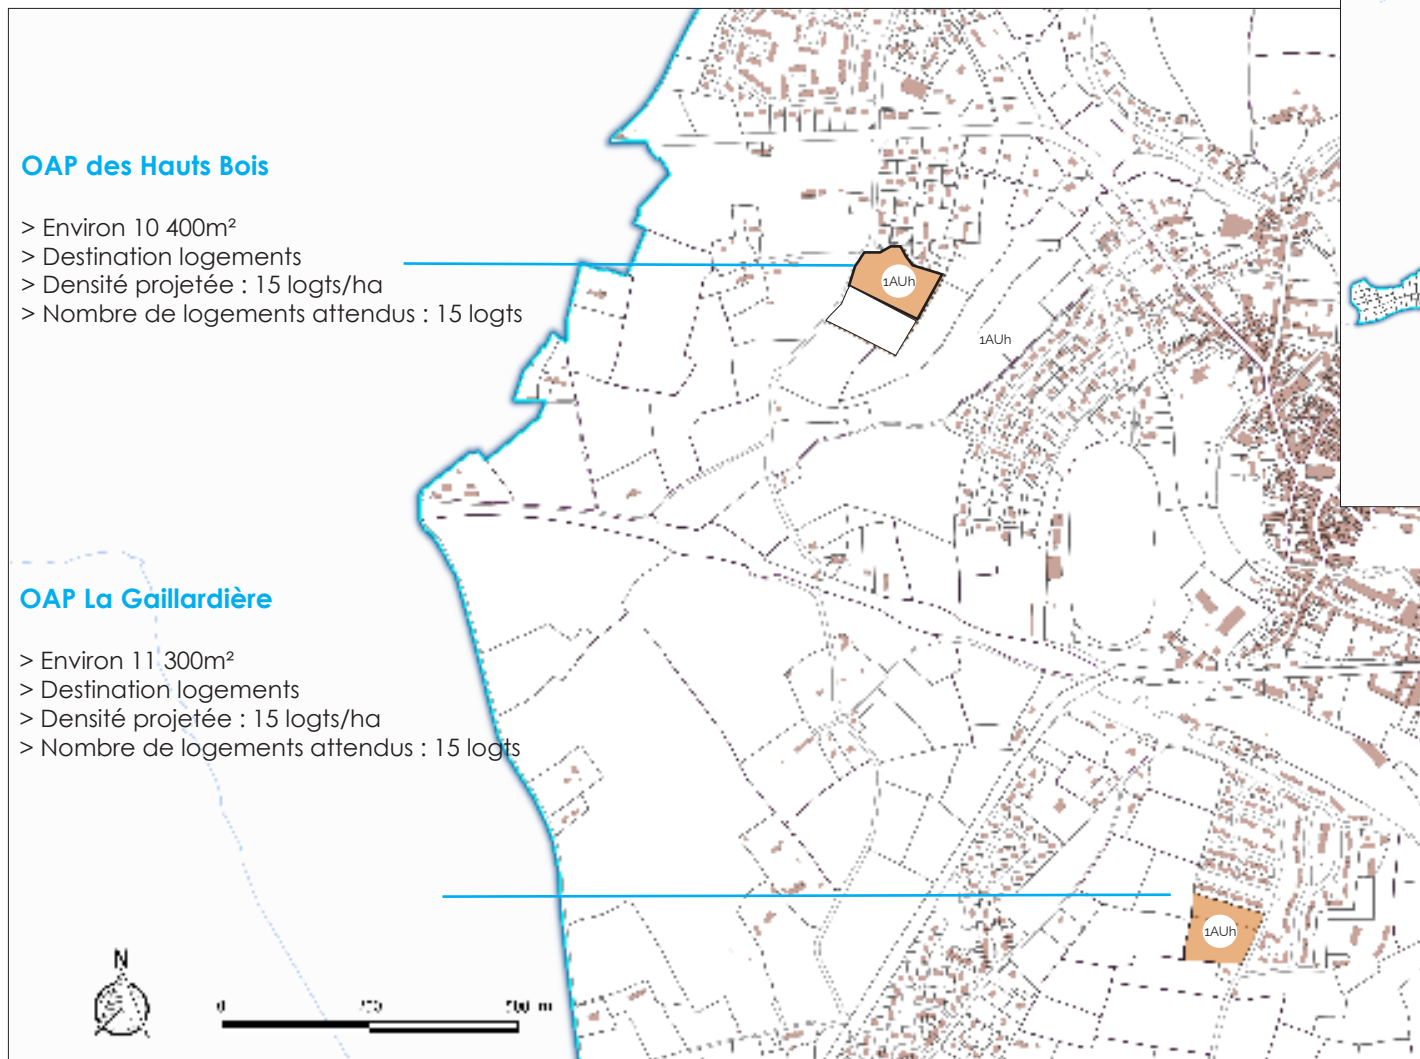 OAP des Hauts Bois
> Environ 10 400m²
> Destination logements
> Densité projetée : 15 logts/ha
> Nombre de logements attendus : 15 logts
1AUh
1AUh
OAP La Gaillardière
> Environ 11 300m²
> Destination logements
> Densité projetée : 15 logts/ha
> Nombre de logements attendus : 15 logts
1AUh
N
0
m